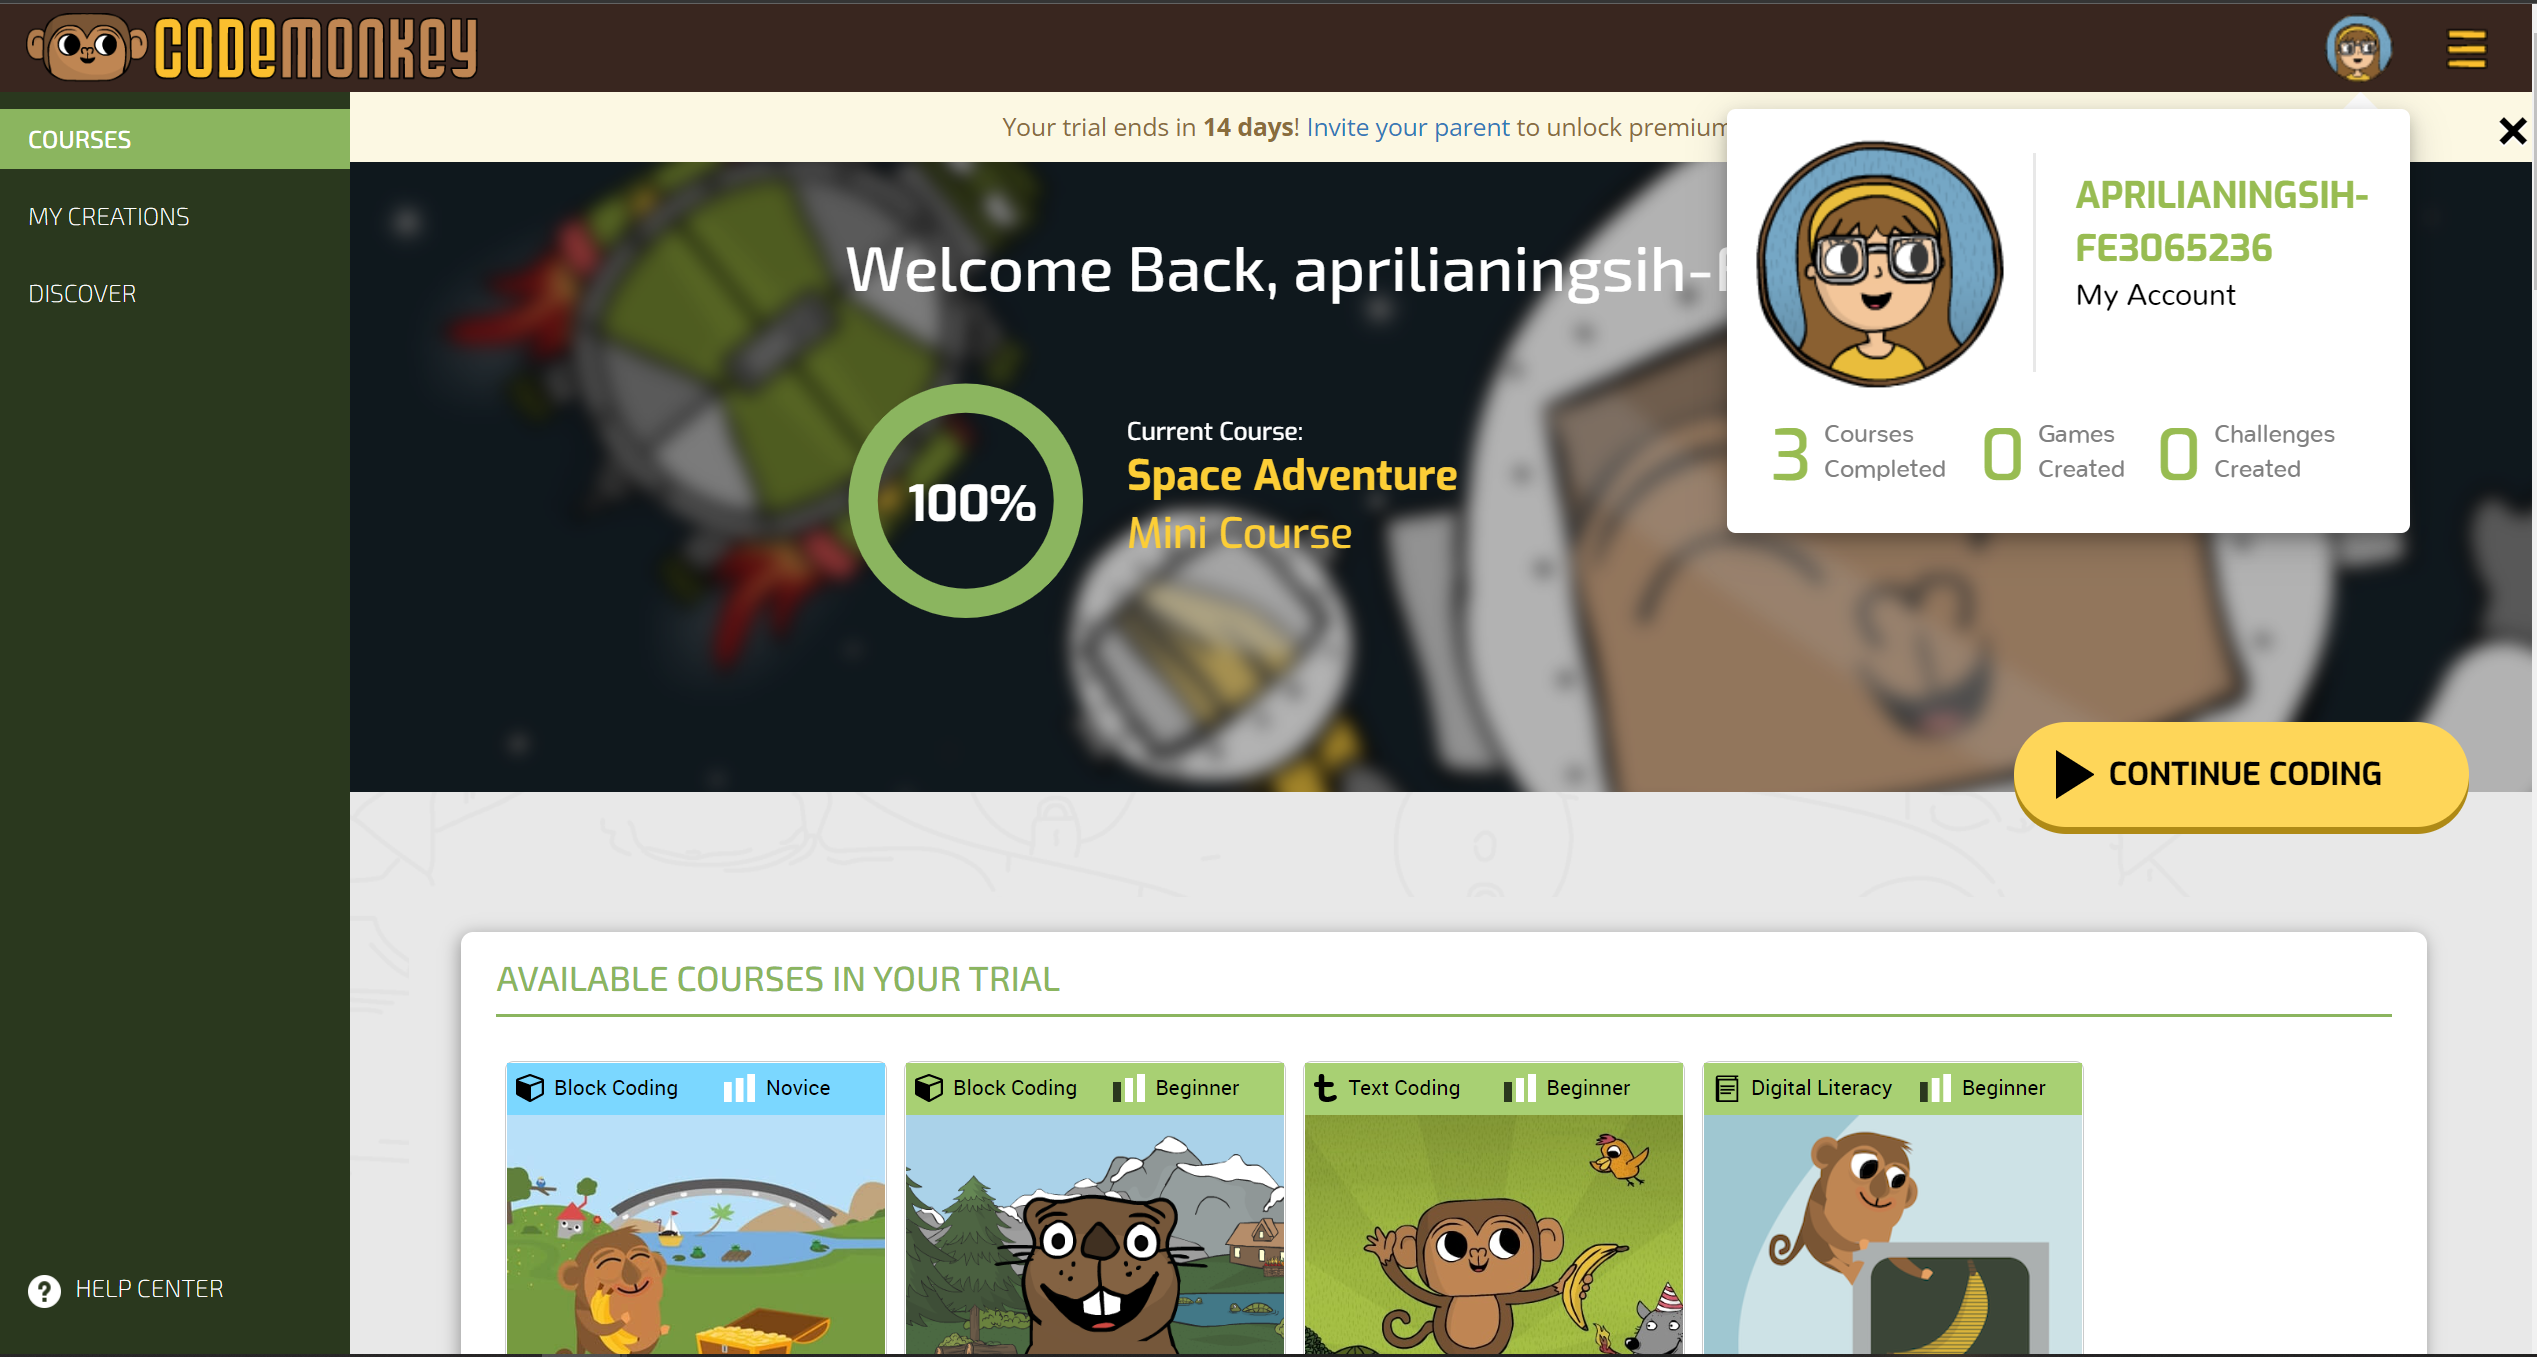 CODEMONKEY
COURSES
MY CREATIONS
DISCOVER
HELP CENTER
Your trial ends in 14 days! Invite your parent to unlock premium
Welcome Back, aprilianingsih-
100%
Current Course:
Space Adventure
Mini Course
APRILIANINGSIH-
FE3065236
My Account
3 Courses Completed
0 Games Created
0 Challenges Created
CONTINUE CODING
AVAILABLE COURSES IN YOUR TRIAL
Block Coding Novice
Block Coding Beginner
Text Coding Beginner
Digital Literacy Beginner